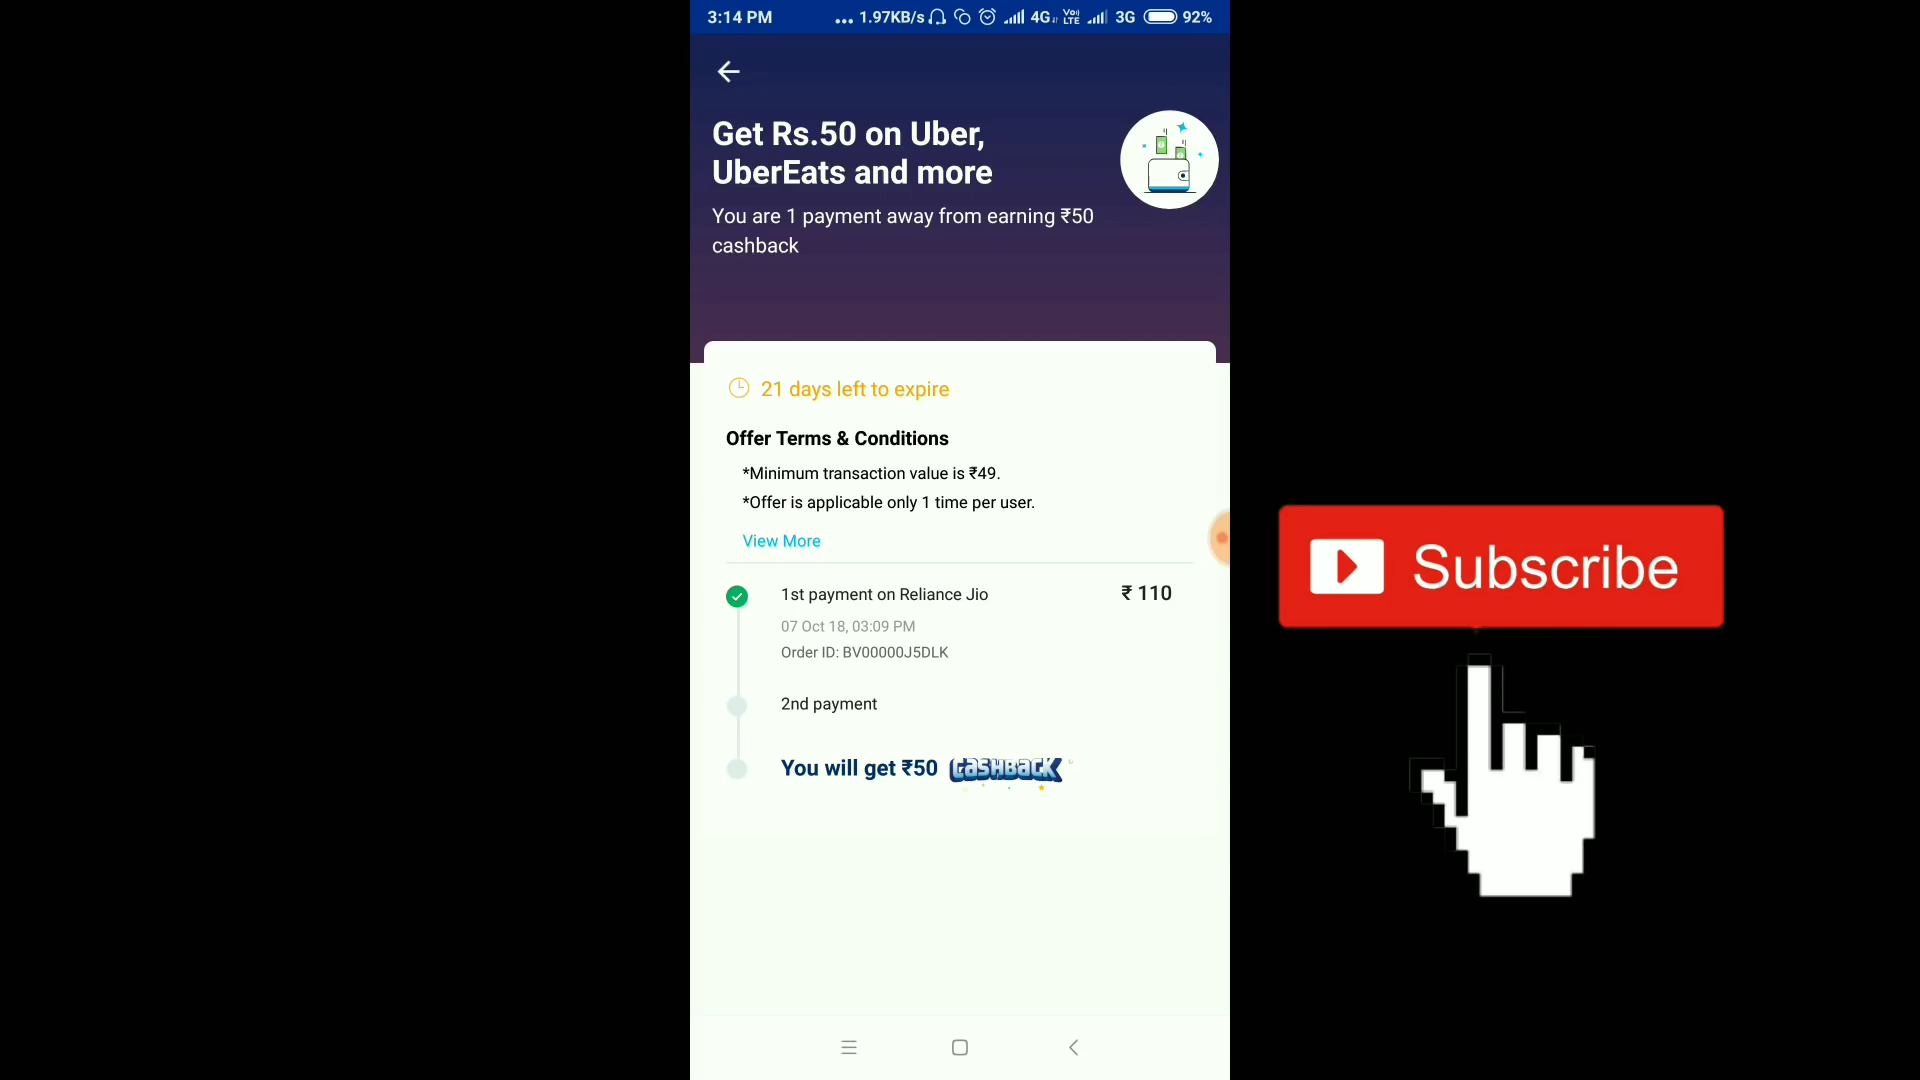 3:14 PM ... 1.97KB/s 4G VoLTE 3G 92%
Get Rs.50 on Uber,
UberEats and more
You are 1 payment away from earning ₹50
cashback
21 days left to expire
Offer Terms & Conditions
*Minimum transaction value is ₹49.
*Offer is applicable only 1 time per user.
View More
1st payment on Reliance Jio ₹ 110
07 Oct 18, 03:09 PM
Order ID: BV00000J5DLK
2nd payment
You will get ₹50 CASHBACK
Subscribe